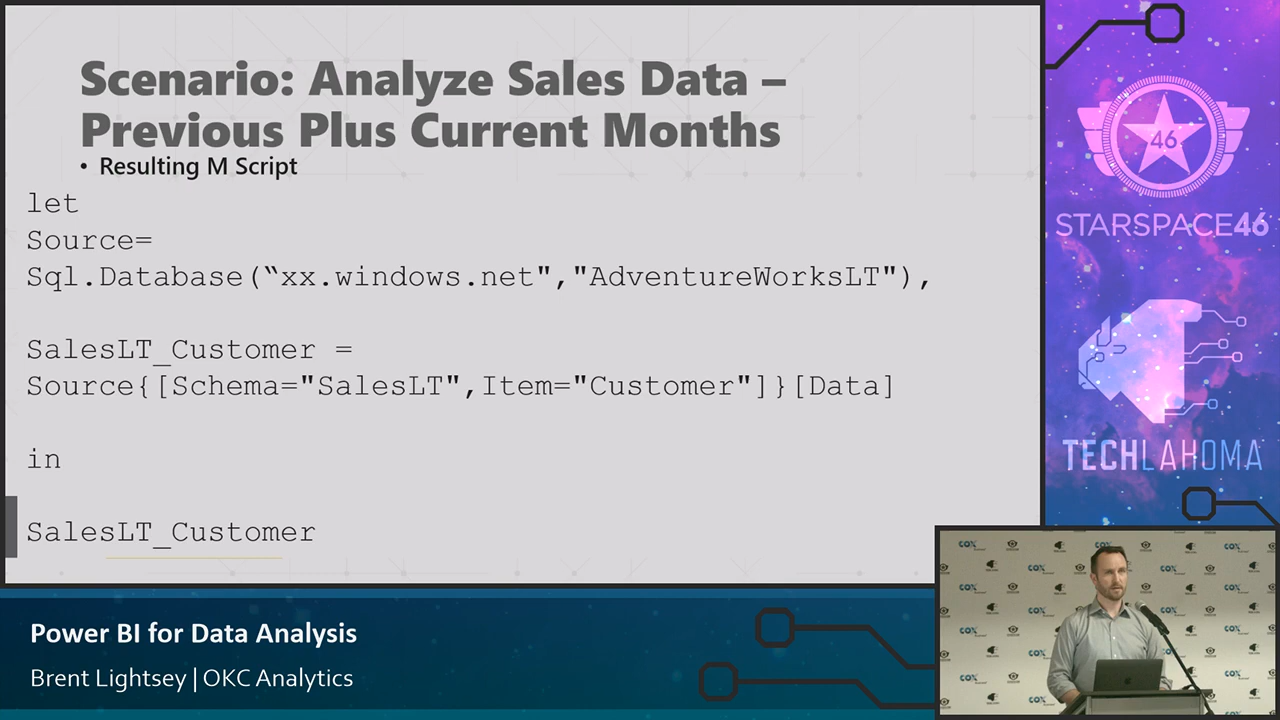 Scenario: Analyze Sales Data –
Previous Plus Current Months
• Resulting M Script
let
Source=
Sql.Database(“xx.windows.net","AdventureWorksLT"),
SalesLT_Customer =
Source{[Schema="SalesLT",Item="Customer"]}[Data]
in
SalesLT_Customer
46
STARSPACE46
TECHLAHOMA
COX
Power BI for Data Analysis
Brent Lightsey | OKC Analytics